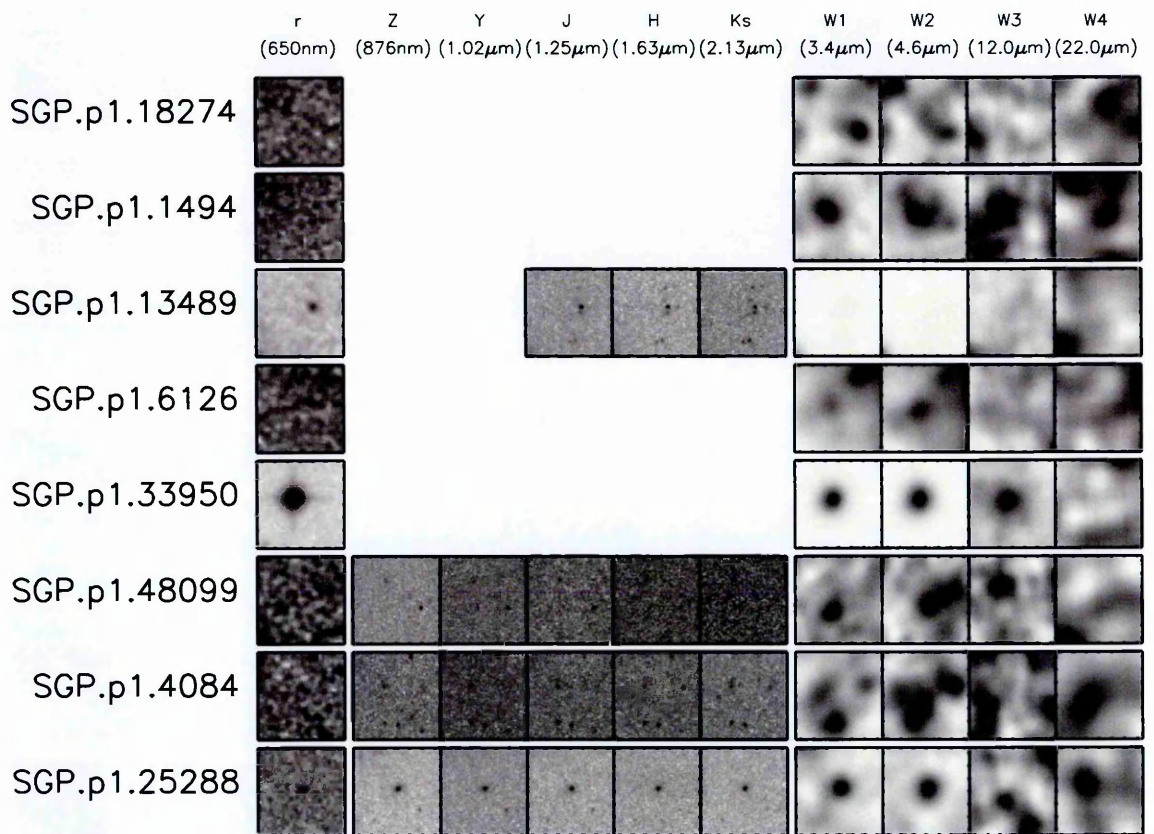 r Z Y J H Ks W1 W2 W3 W4
(650nm) (876nm) (1.02μm) (1.25μm) (1.63μm) (2.13μm) (3.4μm) (4.6μm) (12.0μm) (22.0μm)
SGP.p1.18274
SGP.p1.1494
SGP.p1.13489
SGP.p1.6126
SGP.p1.33950
SGP.p1.48099
SGP.p1.4084
SGP.p1.25288